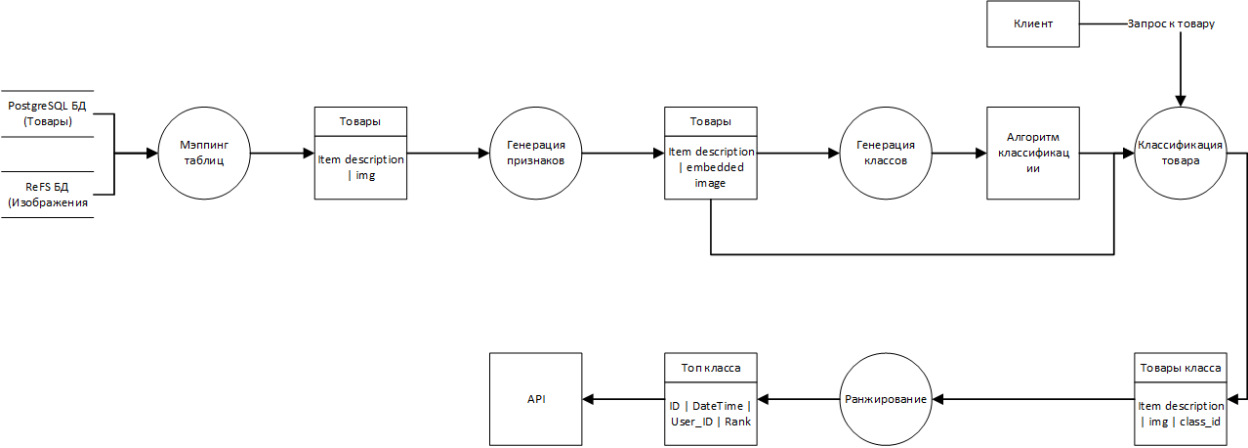 Клиент
Запрос к товару
PostgreSQL БД
(Товары)
ReFS БД
(Изображения
Мэппинг
таблиц
Товары
Item description
| img
Генерация
признаков
Товары
Item description
| embedded
image
Генерация
классов
Алгоритм
классификац
ии
Классификация
товара
API
Топ класса
ID | DateTime |
User_ID | Rank
Ранжирование
Товары класса
Item description
| img | class_id